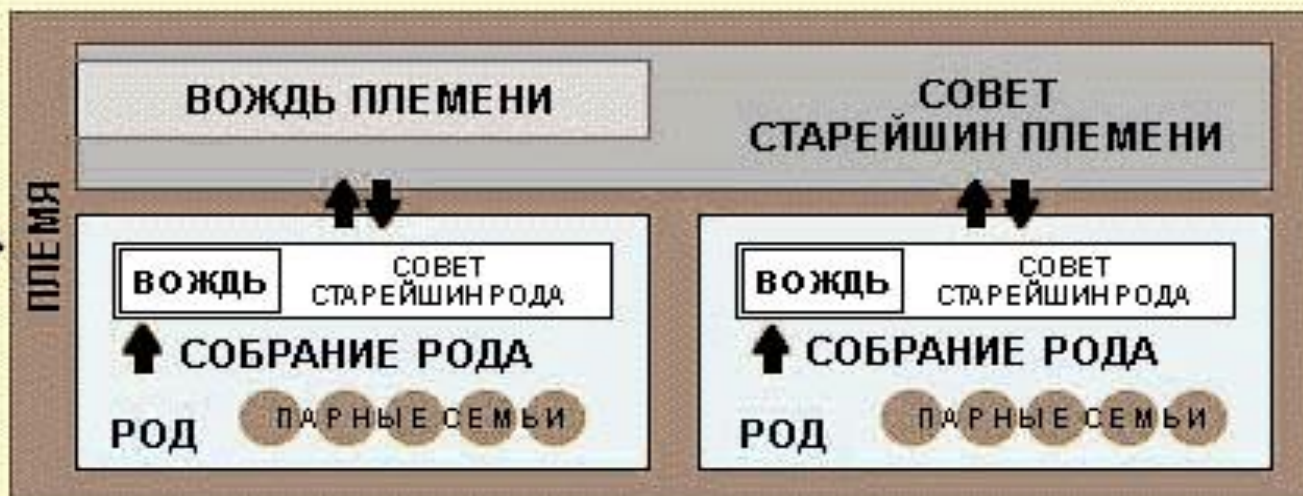 ПЛЕМЯ
ВОЖДЬ ПЛЕМЕНИ
СОВЕТ
СТАРЕЙШИН ПЛЕМЕНИ
ВОЖДЬ
СОВЕТ
СТАРЕЙШИН РОДА
СОБРАНИЕ РОДА
РОД
ПАРНЫЕ СЕМЬИ
ВОЖДЬ
СОВЕТ
СТАРЕЙШИН РОДА
СОБРАНИЕ РОДА
РОД
ПАРНЫЕ СЕМЬИ